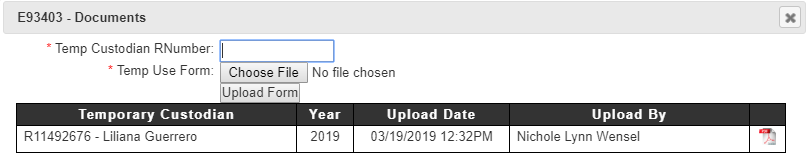 E93403 - Documents
* Temp Custodian RNumber:
* Temp Use Form: Choose File No file chosen
Upload Form
Temporary Custodian Year Upload Date Upload By
R11492676 - Liliana Guerrero 2019 03/19/2019 12:32PM Nichole Lynn Wensel